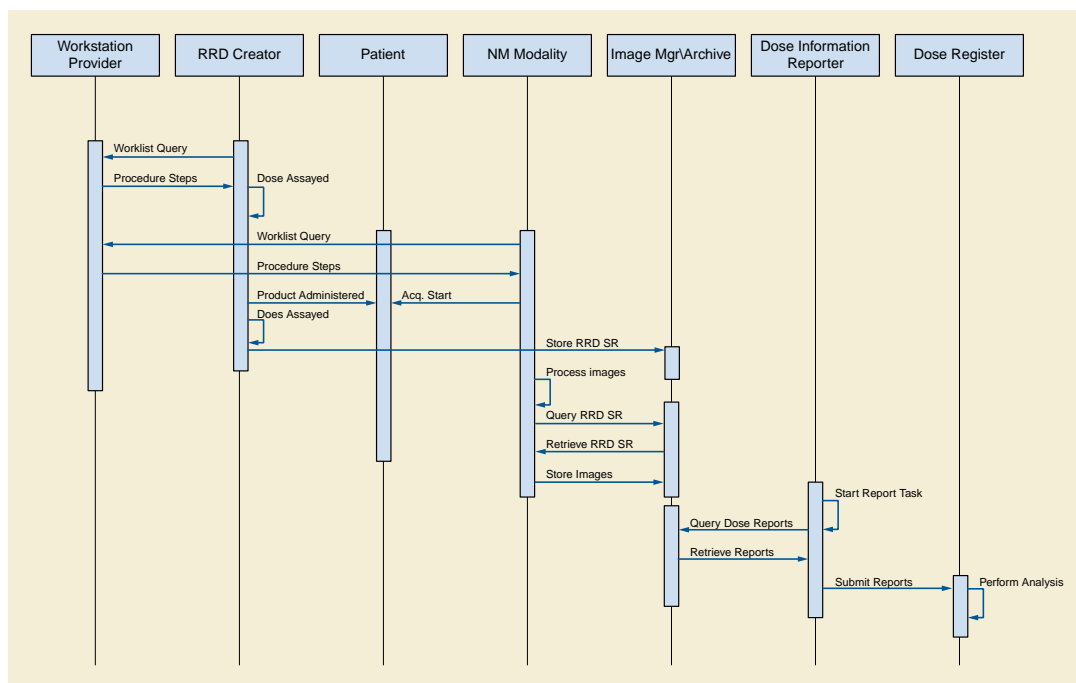 Workstation
Provider
RRD Creator
Patient
NM Modality
Image Mgr\Archive
Dose Information
Reporter
Dose Register
Worklist Query
Procedure Steps
Dose Assayed
Worklist Query
Procedure Steps
Product Administered
Acq. Start
Does Assayed
Store RRD SR
Process images
Query RRD SR
Retrieve RRD SR
Store Images
Start Report Task
Query Dose Reports
Retrieve Reports
Submit Reports
Perform Analysis